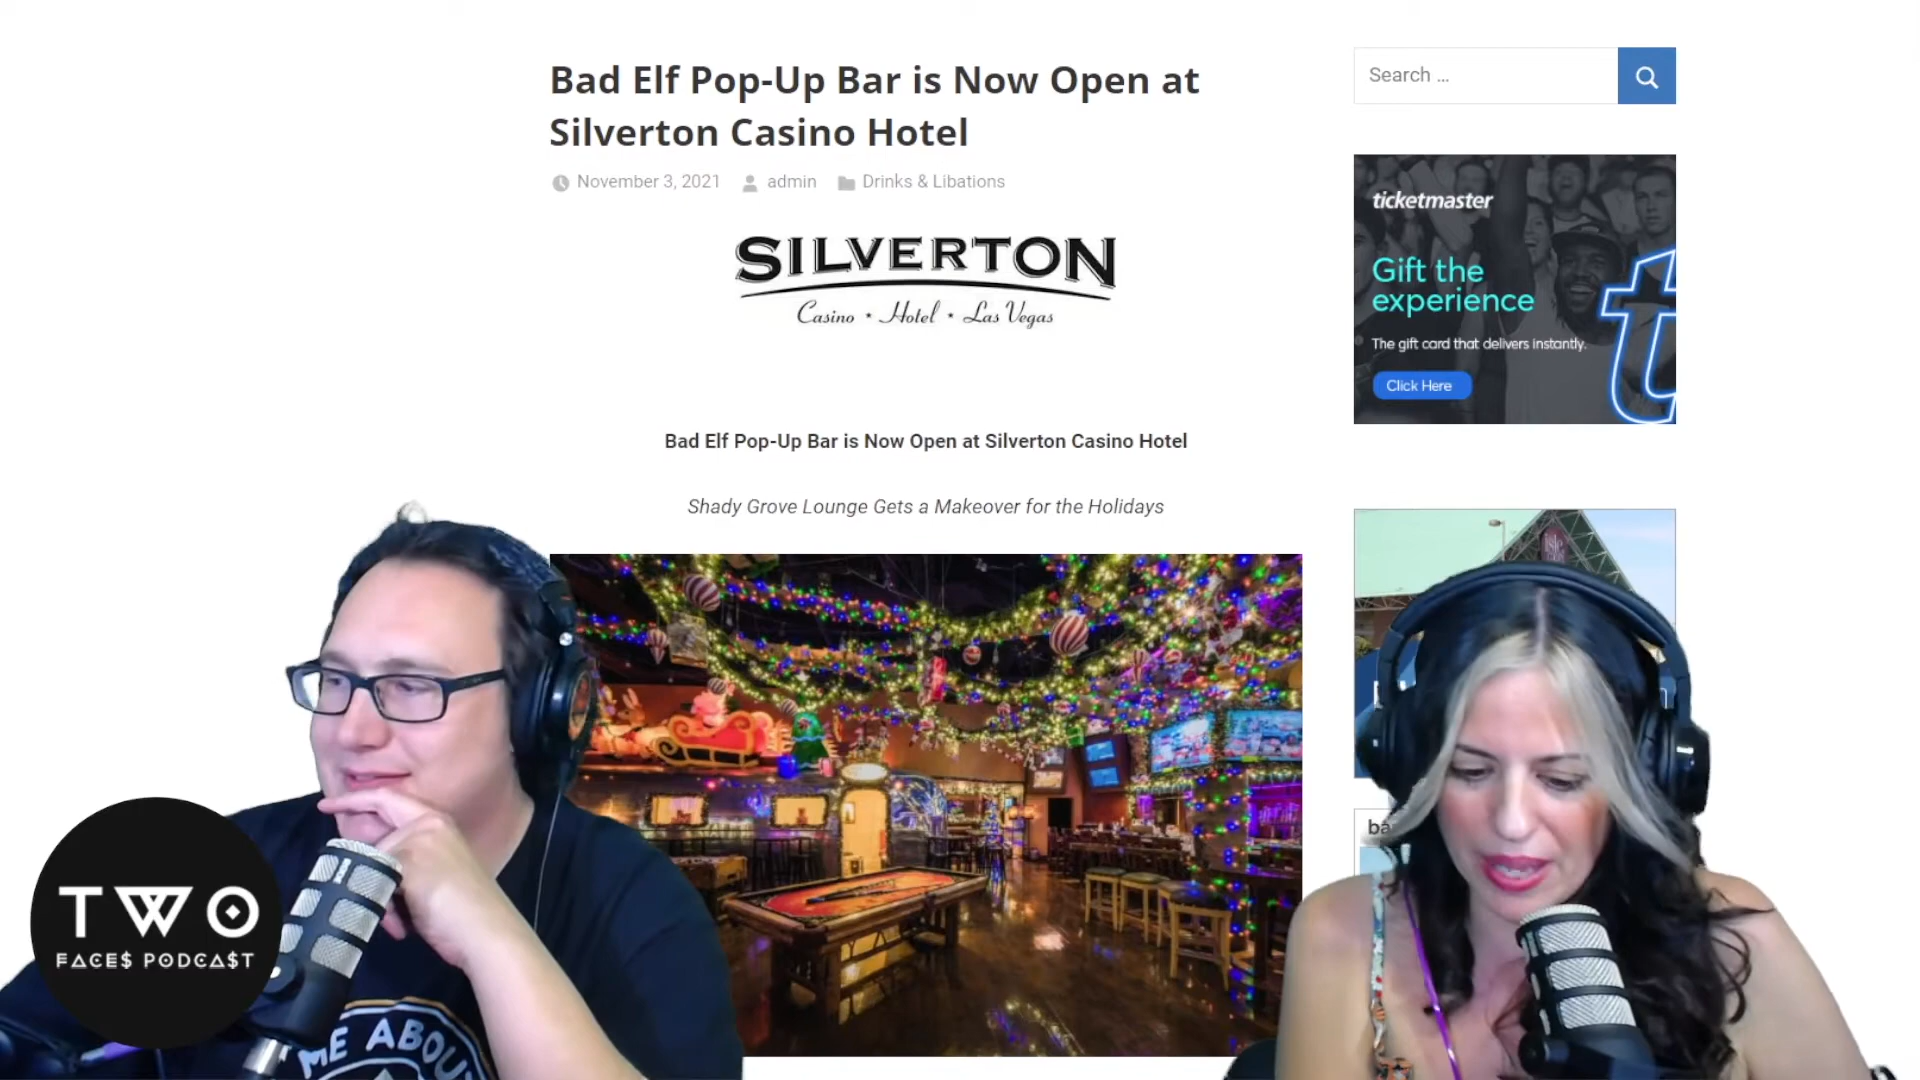 Bad Elf Pop-Up Bar is Now Open at
Silverton Casino Hotel
November 3, 2021 admin Drinks & Libations
SILVERTON
Casino • Hotel • Las Vegas
Bad Elf Pop-Up Bar is Now Open at Silverton Casino Hotel
Shady Grove Lounge Gets a Makeover for the Holidays
Search ...
ticketmaster
Gift the
experience
The gift card that delivers instantly.
Click Here
TWO
FACE$ PODCA$T
ME ABOU